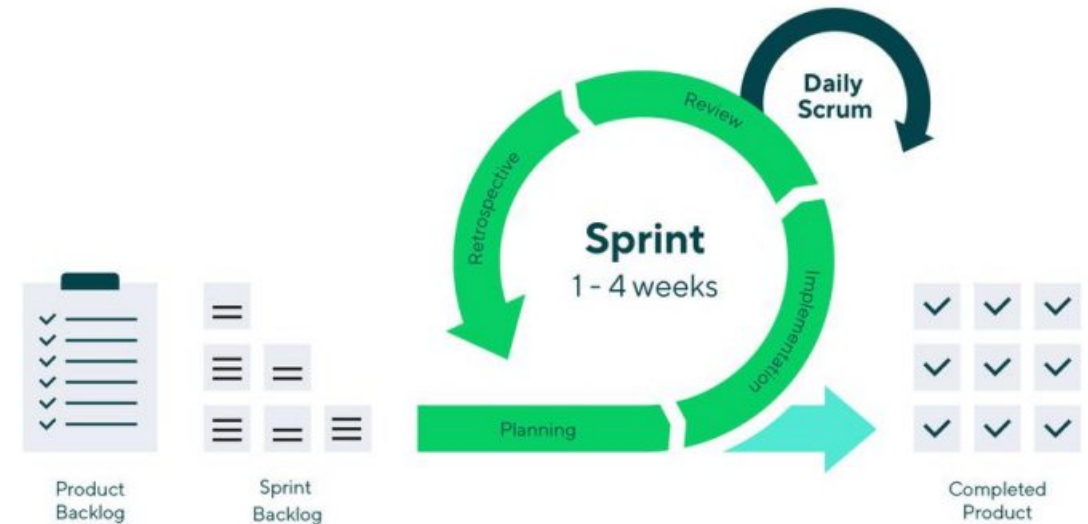 Daily
Scrum
Review
Retrospective
Sprint
1 - 4 weeks
Implementation
Planning
Product
Backlog
Sprint
Backlog
Completed
Product